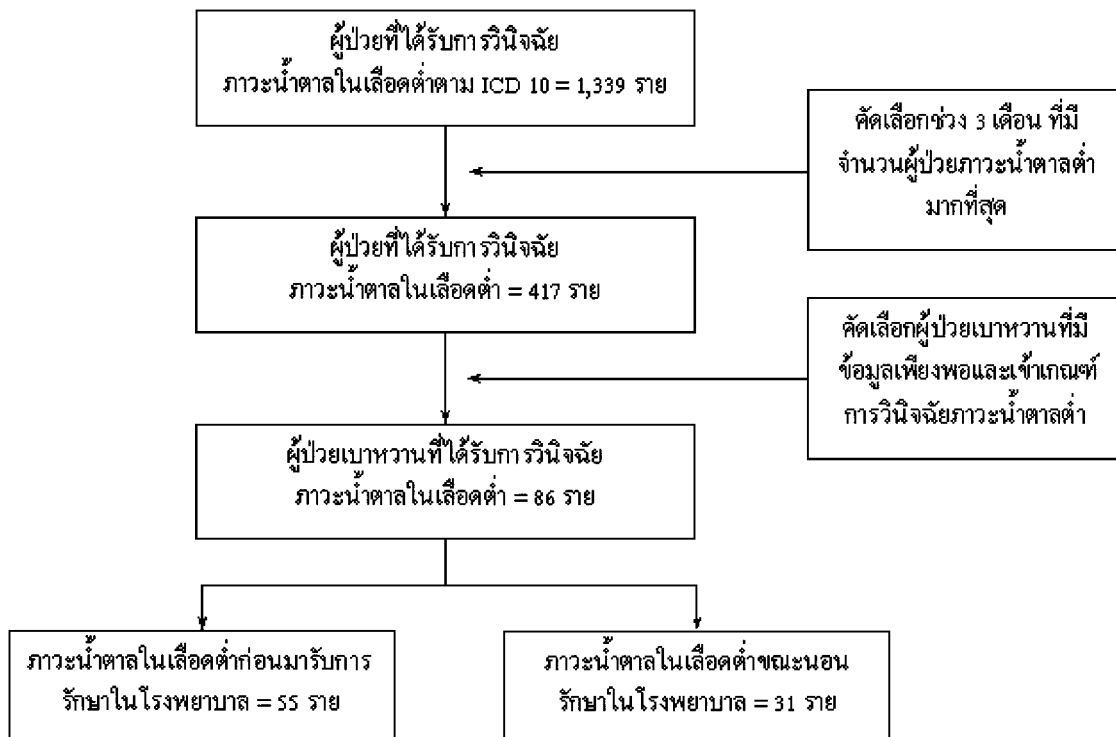 ผู้ป่วยที่ได้รับการวินิจฉัย
ภาวะน้ำตาลในเลือดต่ำตาม ICD 10 = 1,339 ราย
คัดเลือกช่วง 3 เดือน ที่มี
จำนวนผู้ป่วยภาวะน้ำตาลต่ำ
มากที่สุด
ผู้ป่วยที่ได้รับการวินิจฉัย
ภาวะน้ำตาลในเลือดต่ำ = 417 ราย
คัดเลือกผู้ป่วยเบาหวานที่มี
ข้อมูลเพียงพอและเข้าเกณฑ์
การวินิจฉัยภาวะน้ำตาลต่ำ
ผู้ป่วยเบาหวานที่ได้รับการวินิจฉัย
ภาวะน้ำตาลในเลือดต่ำ = 86 ราย
ภาวะน้ำตาลในเลือดต่ำก่อนมารับการ
รักษาในโรงพยาบาล = 55 ราย
ภาวะน้ำตาลในเลือดต่ำขณะนอน
รักษาในโรงพยาบาล = 31 ราย